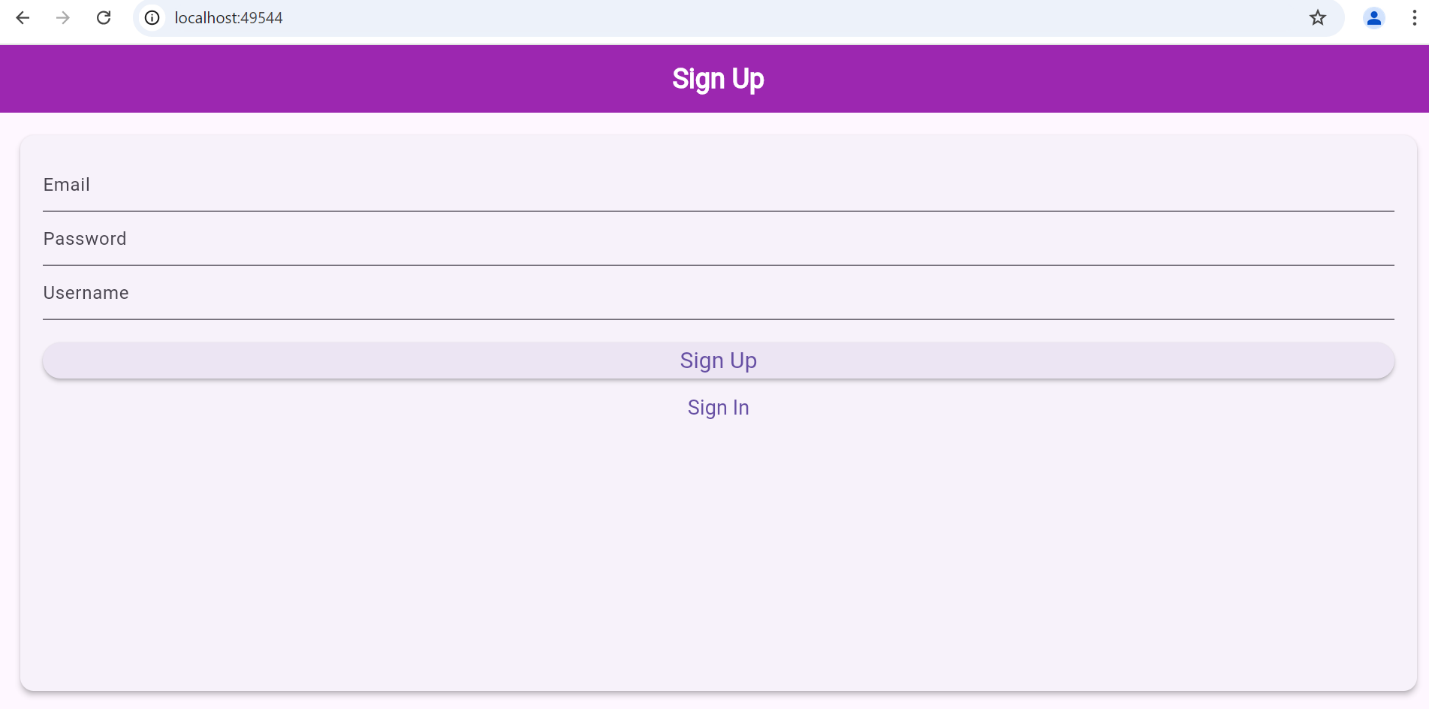 localhost:49544
Sign Up
Email
Password
Username
Sign Up
Sign In